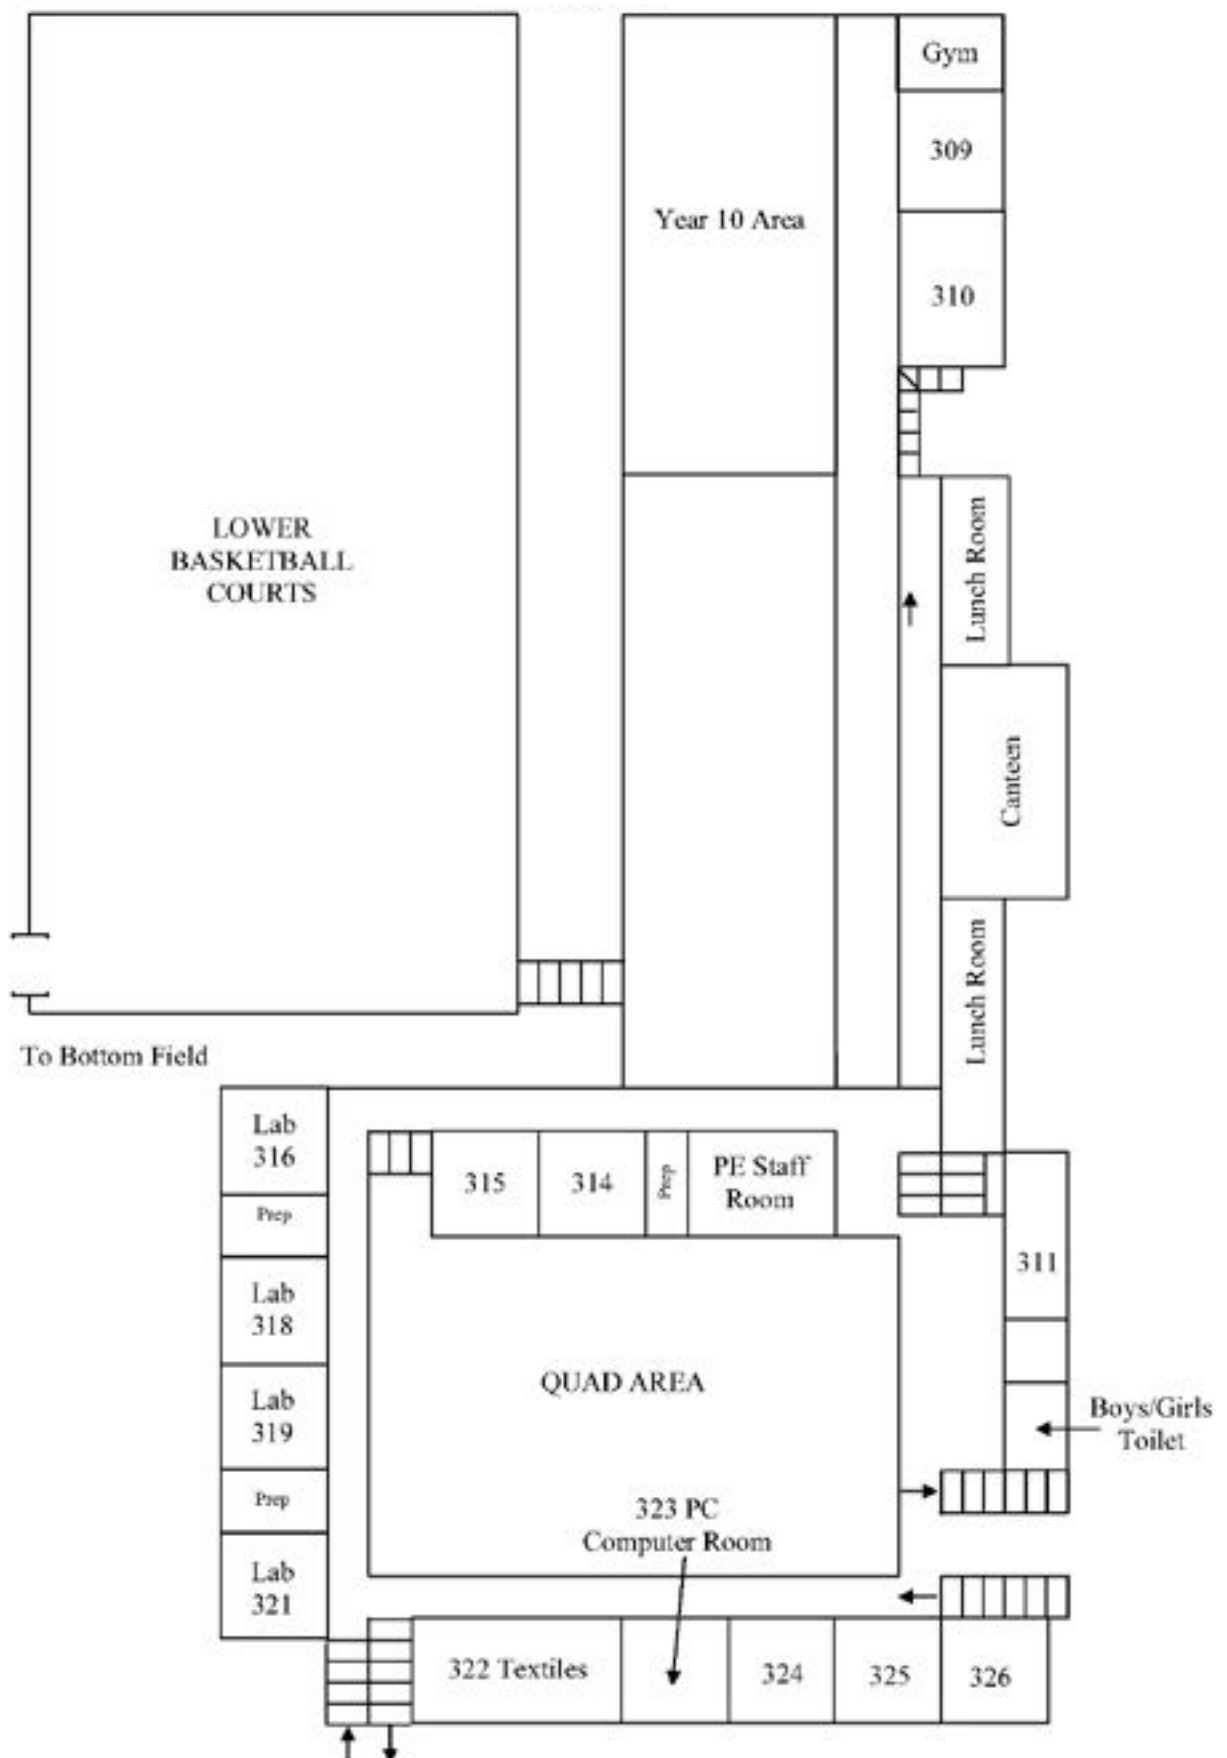 Gym
309
Year 10 Area
310
LOWER
BASKETBALL
COURTS
Lunch Room
Canteen
Lunch Room
To Bottom Field
Lab
316
Prep
Lab
318
Lab
319
Prep
Lab
321
315
314
Prep
PE Staff
Room
311
QUAD AREA
Boys/Girls
Toilet
323 PC
Computer Room
322 Textiles
324
325
326